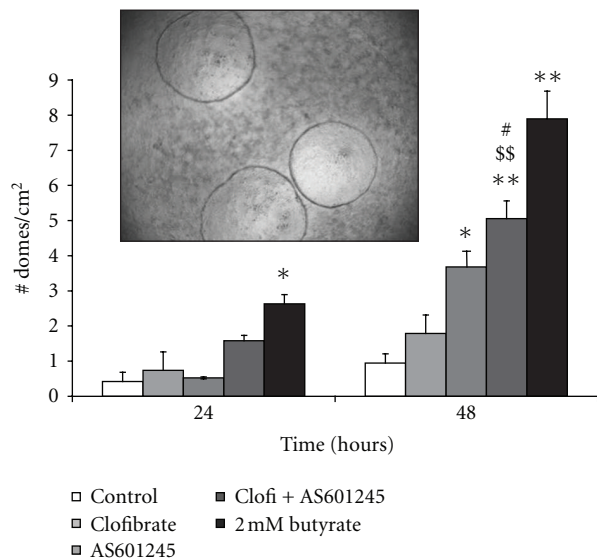 # domes/cm²
9
8
7
6
5
4
3
2
1
0
*
*
#
$$
**
**
24
48
Time (hours)
Control
Clofibrate
AS601245
Clofi + AS601245
2 mM butyrate